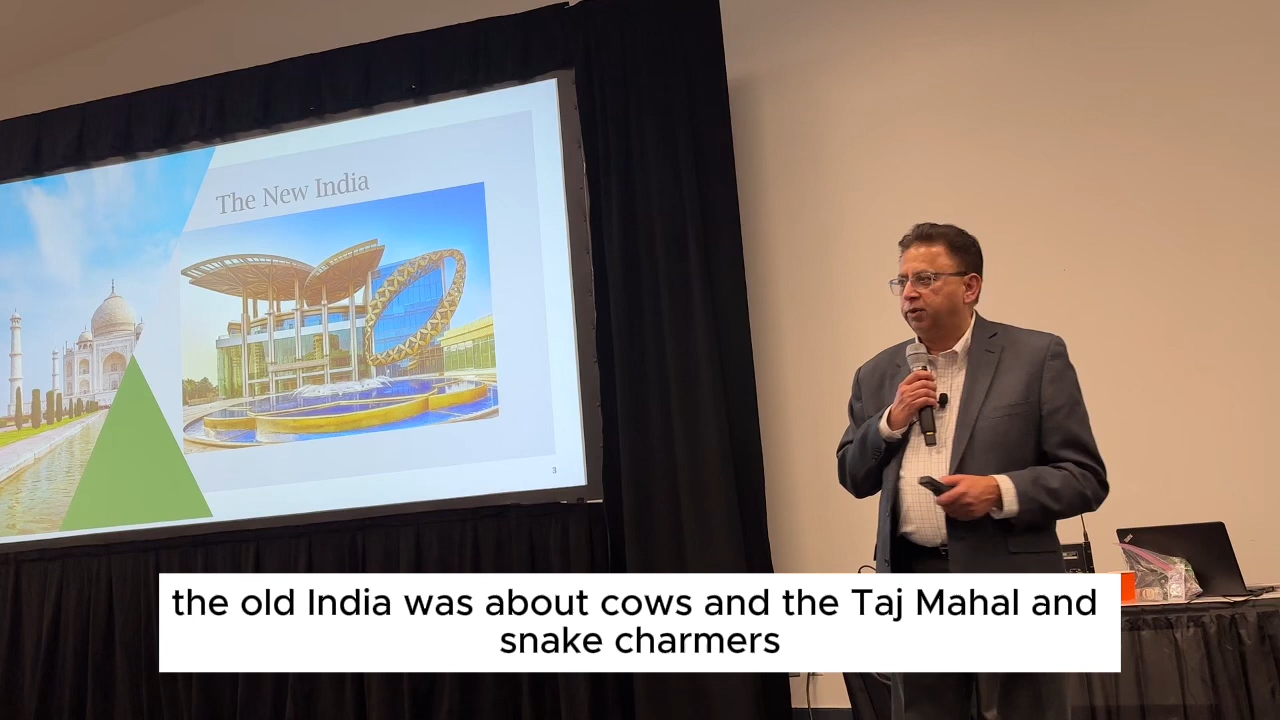 The New India
3
the old India was about cows and the Taj Mahal and
snake charmers